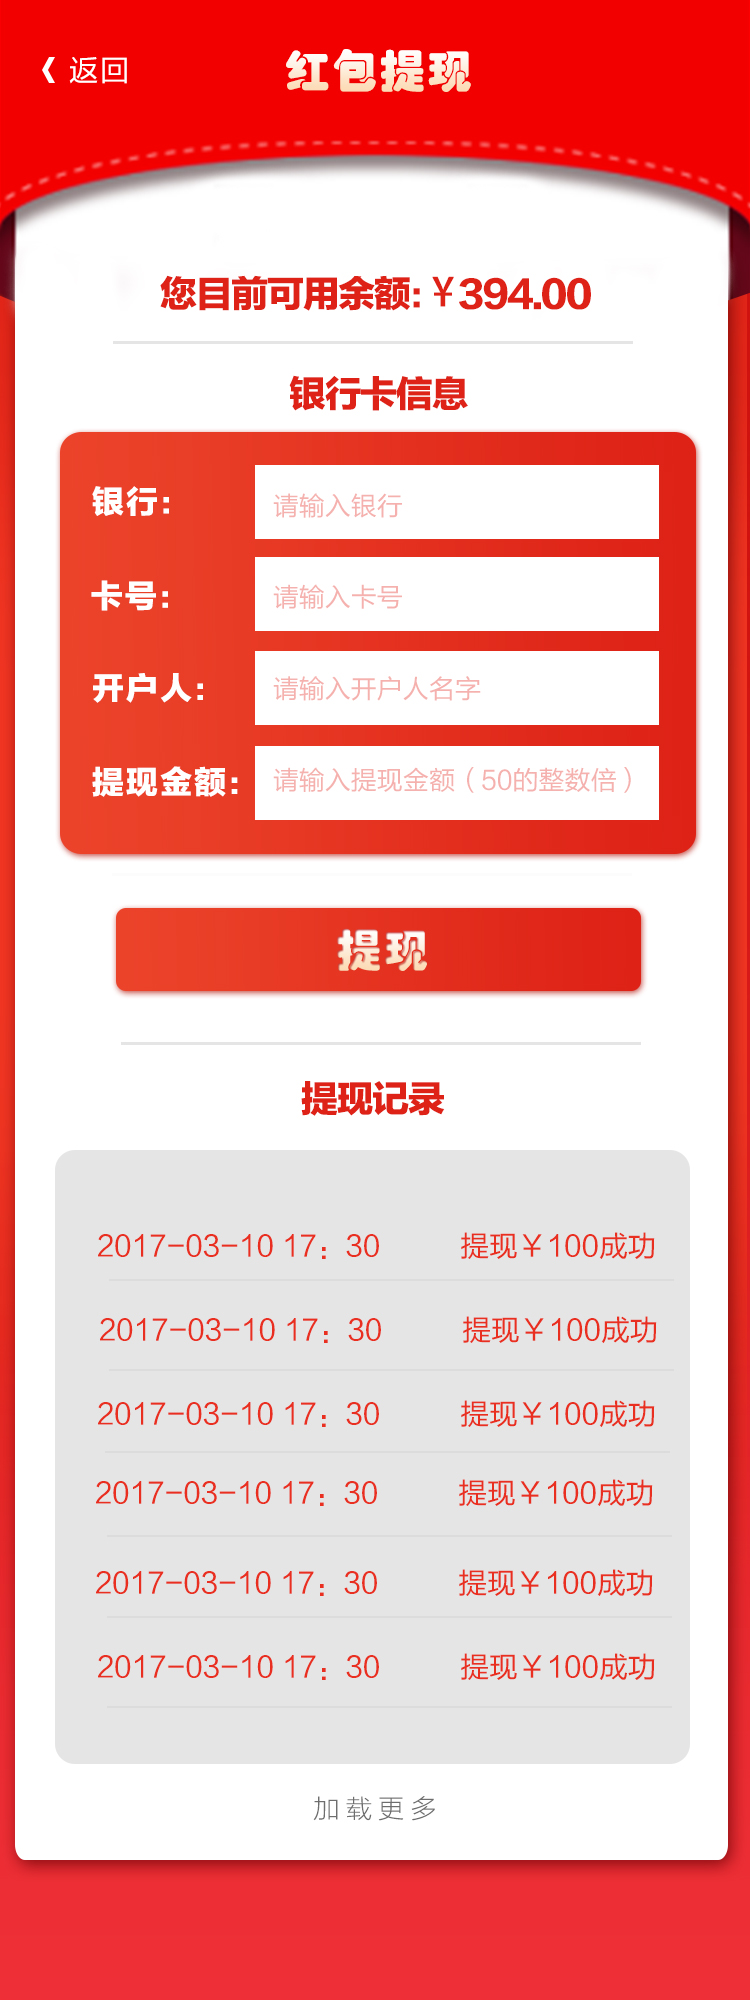 返回
红包提现
您目前可用余额:￥394.00
银行卡信息
银行: 请输入银行
卡号: 请输入卡号
开户人: 请输入开户人名字
提现金额: 请输入提现金额（50的整数倍）
提现
提现记录
2017-03-10 17：30 提现￥100成功
2017-03-10 17：30 提现￥100成功
2017-03-10 17：30 提现￥100成功
2017-03-10 17：30 提现￥100成功
2017-03-10 17：30 提现￥100成功
2017-03-10 17：30 提现￥100成功
加载更多